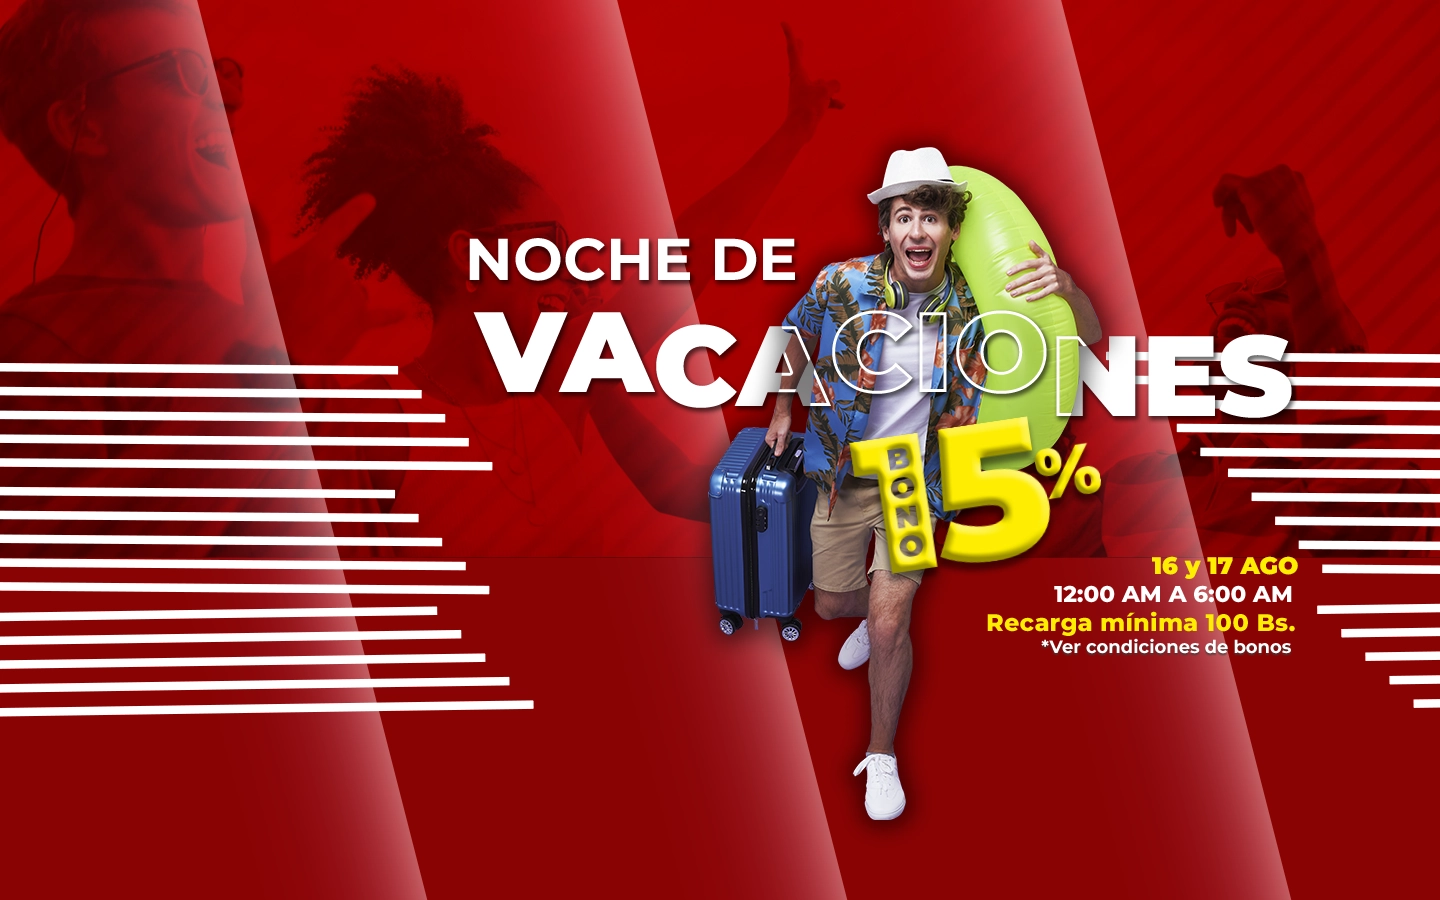 NOCHE DE
VACACIONES
BONO
15%
16 y 17 AGO
12:00 AM A 6:00 AM
Recarga mínima 100 Bs.
*Ver condiciones de bonos